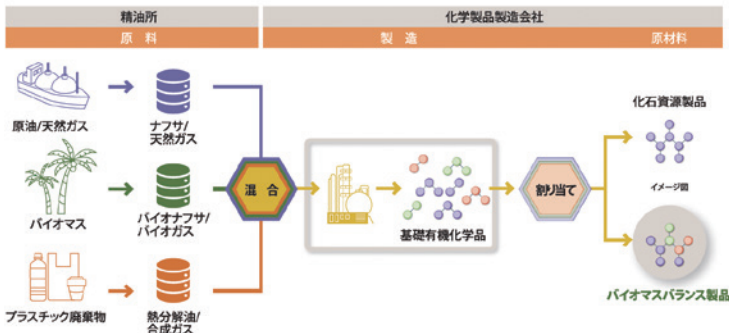 精油所
化学製品製造会社
原 料
製 造
原材料
原油/天然ガス
ナフサ/
天然ガス
バイオマス
バイオナフサ/
バイオガス
プラスチック廃棄物
熱分解油/
合成ガス
混 合
基礎有機化学品
割り当て
化石資源製品
イメージ図
バイオマスバランス製品